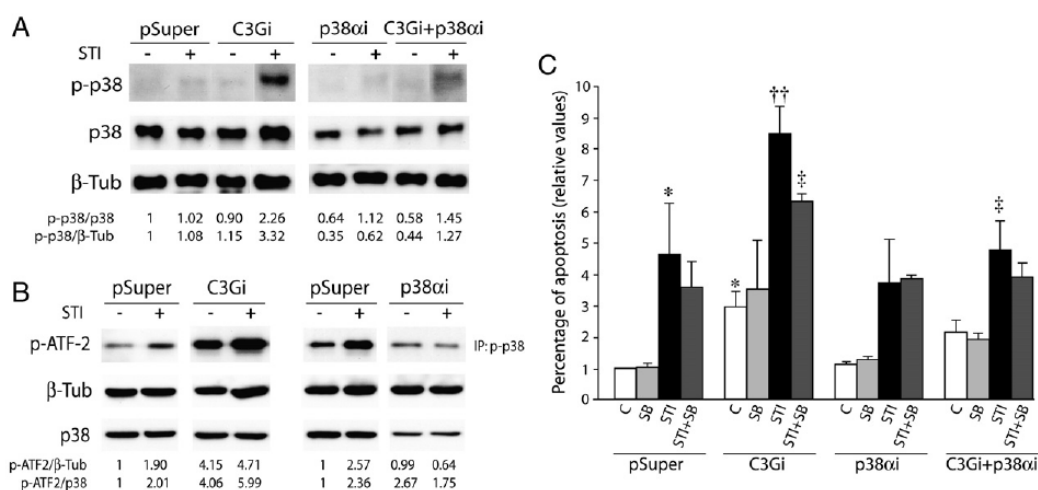 A
pSuper C3Gi p38αi C3Gi+p38αi
STI - + - + - + - +
p-p38
p38
β-Tub
p-p38/p38 1 1.02 0.90 2.26 0.64 1.12 0.58 1.45
p-p38/β-Tub 1 1.08 1.15 3.32 0.35 0.62 0.44 1.27
B
pSuper C3Gi pSuper p38αi
STI - + - + - + - +
p-ATF-2 IP: p-p38
β-Tub
p38
p-ATF2/β-Tub 1 1.90 4.15 4.71 1 2.57 0.99 0.64
p-ATF2/p38 1 2.01 4.06 5.99 1 2.36 2.67 1.75
C
Percentage of apoptosis (relative values)
10
9
8
7
6
5
4
3
2
1
0
* * †† ‡ ‡
C SB STI STI+SB C SB STI STI+SB C SB STI STI+SB C SB STI STI+SB
pSuper C3Gi p38αi C3Gi+p38αi